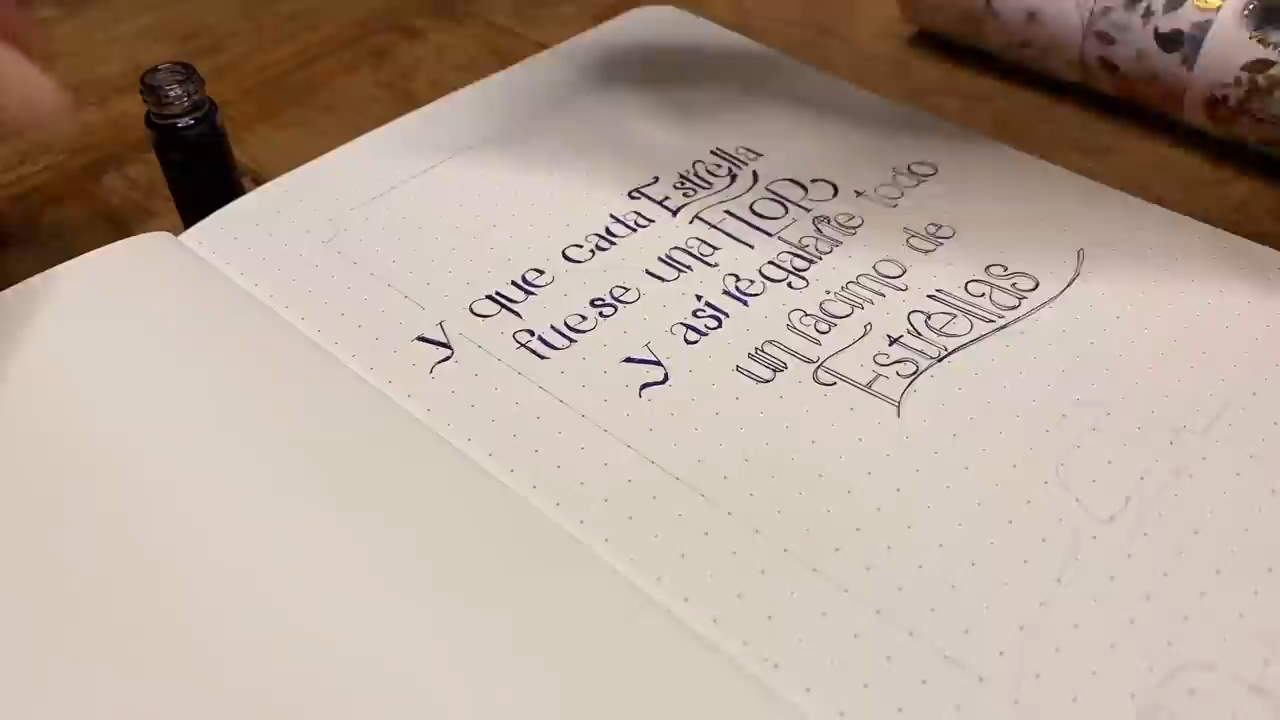 y que cada Estrella
fuese una FLOR
y así regalarte todo
un racimo de
Estrellas